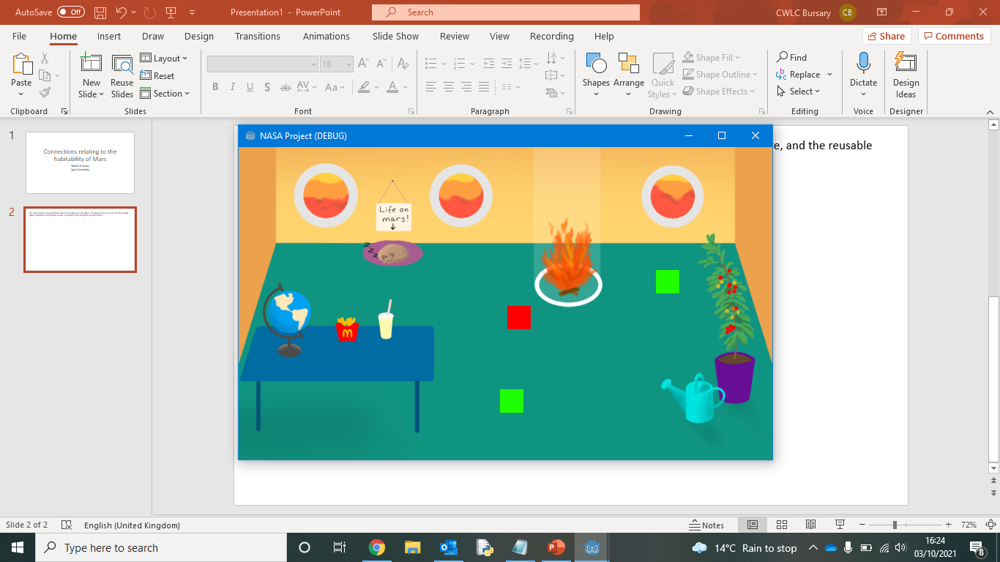 AutoSave Off
Presentation1 - PowerPoint
Search
CWLC Bursary
CB
File Home Insert Draw Design Transitions Animations Slide Show Review View Recording Help
Share
Comments
Paste
Clipboard
New Slide
Reuse Slides
Layout
Reset
Section
Slides
18
B I U S ab AV Aa A
Font
Paragraph
Shapes
Arrange
Quick Styles
Shape Fill
Shape Outline
Shape Effects
Drawing
Find
Replace
Select
Editing
Dictate
Voice
Design Ideas
Designer
1
Connections relating to the
habitability of Mars
2
NASA Project (DEBUG)
e, and the reusable
Life on
mars!
z z z
m
Slide 2 of 2
English (United Kingdom)
Notes
72%
Type here to search
14°C Rain to stop
16:24
03/10/2021
8